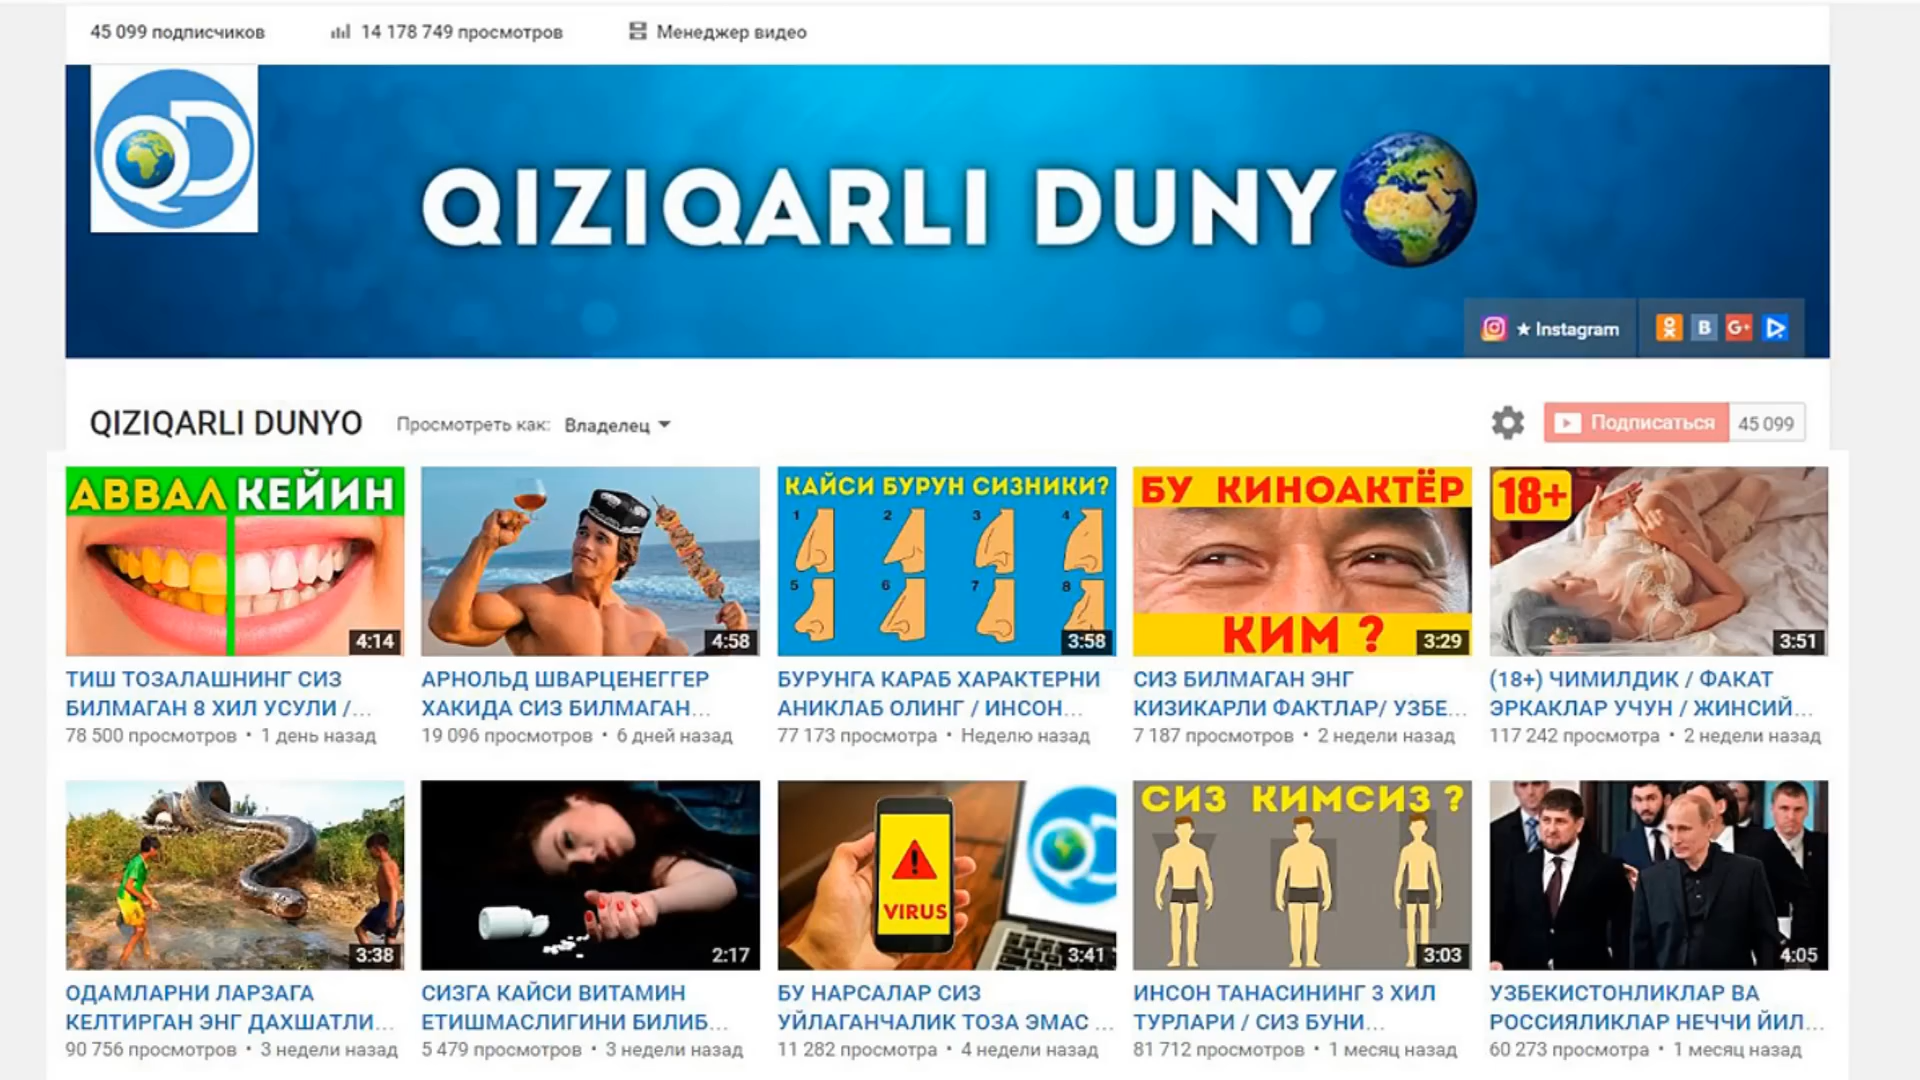 45 099 подписчиков
14 178 749 просмотров
Менеджер видео
QD
QIZIQARLI DUNY
★ Instagram
QIZIQARLI DUNYO
Просмотреть как: Владелец
Подписаться 45 099
АВВАЛ КЕЙИН
4:14
ТИШ ТОЗАЛАШНИНГ СИЗ
БИЛМАГАН 8 ХИЛ УСУЛИ /...
78 500 просмотров • 1 день назад
4:58
АРНОЛЬД ШВАРЦЕНЕГГЕР
ХАКИДА СИЗ БИЛМАГАН...
19 096 просмотров • 6 дней назад
КАЙСИ БУРУН СИЗНИКИ?
1 2 3 4
5 6 7 8
3:58
БУРУНГА КАРАБ ХАРАКТЕРНИ
АНИКЛАБ ОЛИНГ / ИНСОН...
77 173 просмотра • Неделю назад
БУ КИНОАКТЁР
КИМ ?
3:29
СИЗ БИЛМАГАН ЭНГ
КИЗИКАРЛИ ФАКТЛАР/ УЗБЕ...
7 187 просмотров • 2 недели назад
18+
3:51
(18+) ЧИМИЛДИК / ФАКАТ
ЭРКАКЛАР УЧУН / ЖИНСИЙ...
117 242 просмотра • 2 недели назад
3:38
ОДАМЛАРНИ ЛАРЗАГА
КЕЛТИРГАН ЭНГ ДАХШАТЛИ...
90 756 просмотров • 3 недели назад
2:17
СИЗГА КАЙСИ ВИТАМИН
ЕТИШМАСЛИГИНИ БИЛИБ...
5 479 просмотров • 3 недели назад
VIRUS
3:41
БУ НАРСАЛАР СИЗ
УЙЛАГАНЧАЛИК ТОЗА ЭМАС ...
11 282 просмотра • 4 недели назад
СИЗ КИМСИЗ ?
3:03
ИНСОН ТАНАСИНИНГ 3 ХИЛ
ТУРЛАРИ / СИЗ БУНИ...
81 712 просмотров • 1 месяц назад
4:05
УЗБЕКИСТОНЛИКЛАР ВА
РОССИЯЛИКЛАР НЕЧЧИ ЙИЛ...
60 273 просмотра • 1 месяц назад